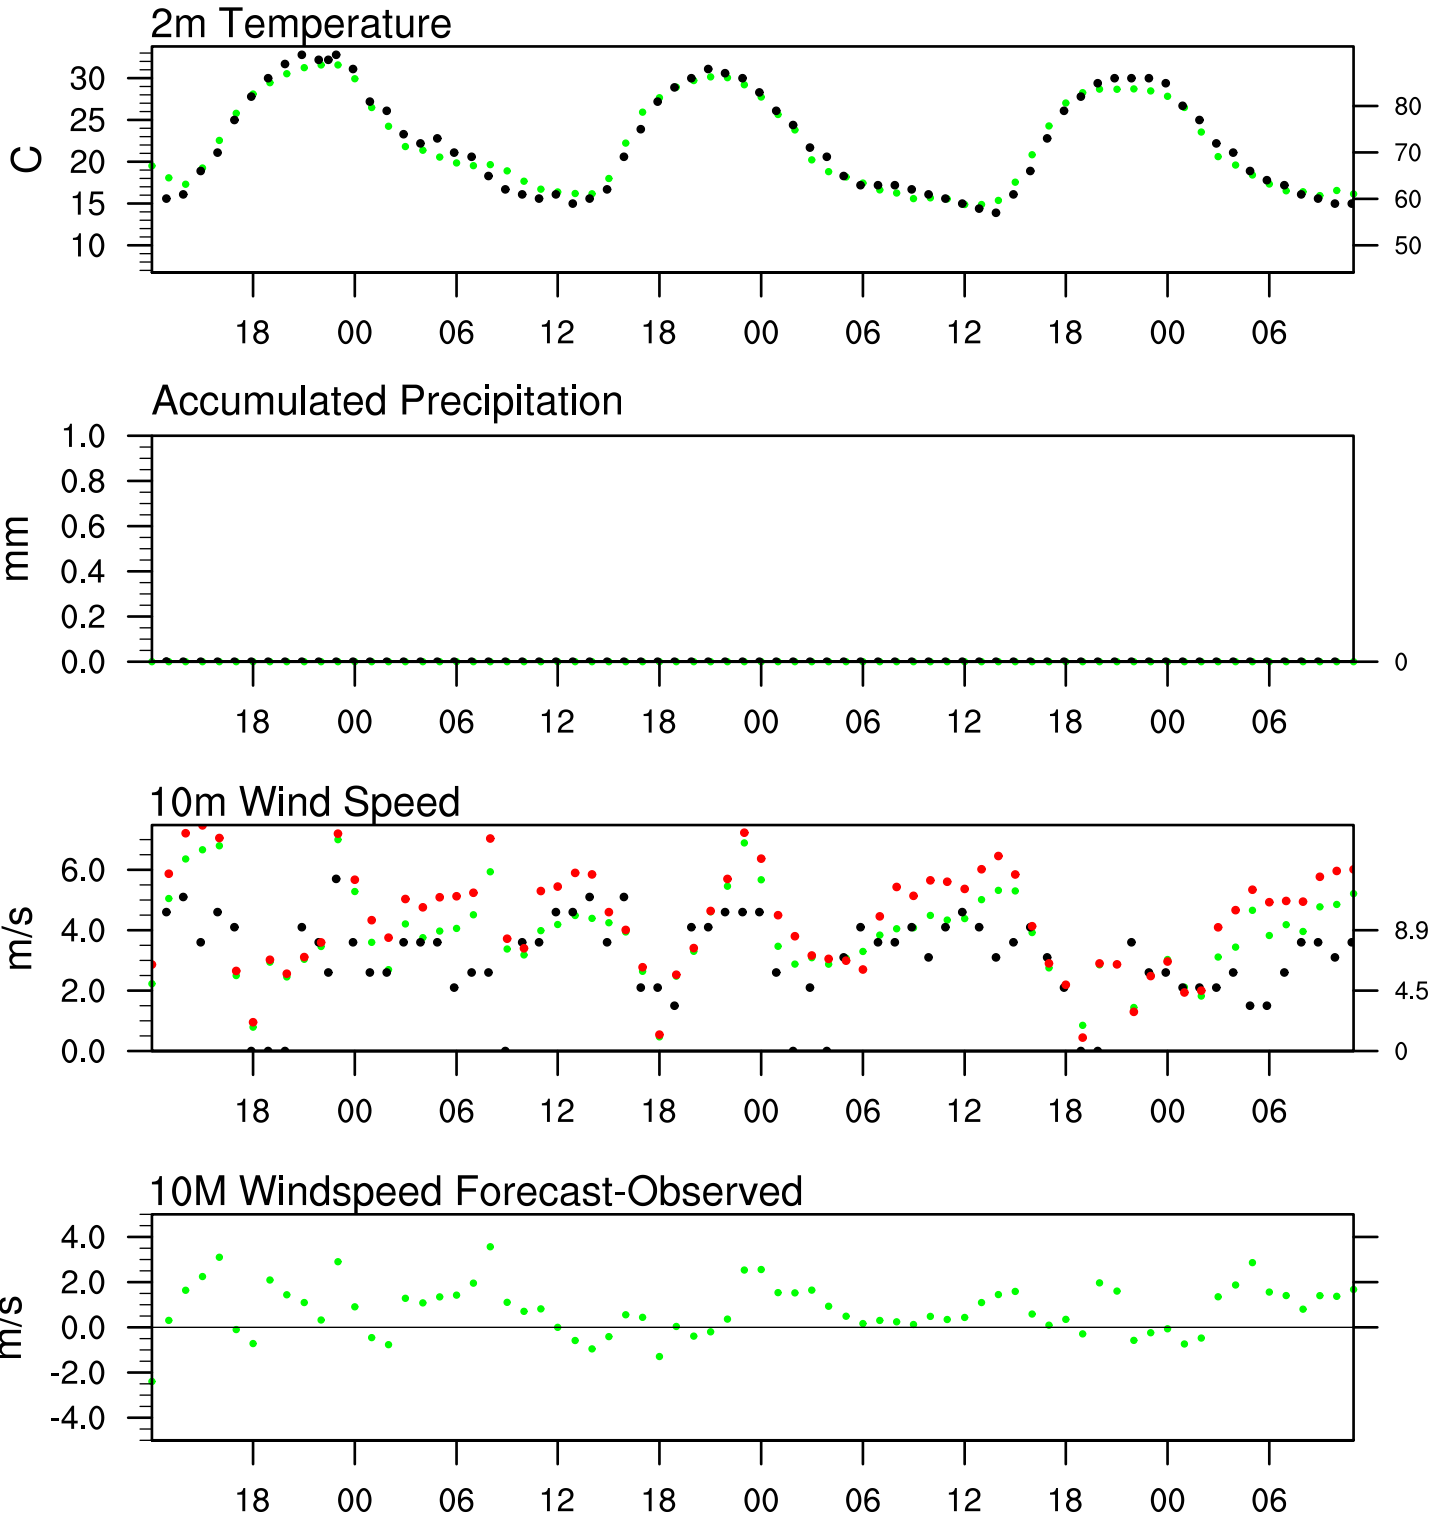 2m Temperature
C
30
25
20
15
10
80
70
60
50
18 00 06 12 18 00 06 12 18 00 06
Accumulated Precipitation
mm
1.0
0.8
0.6
0.4
0.2
0.0
0
18 00 06 12 18 00 06 12 18 00 06
10m Wind Speed
m/s
6.0
4.0
2.0
0.0
8.9
4.5
0
18 00 06 12 18 00 06 12 18 00 06
10M Windspeed Forecast-Observed
m/s
4.0
2.0
0.0
-2.0
-4.0
18 00 06 12 18 00 06 12 18 00 06